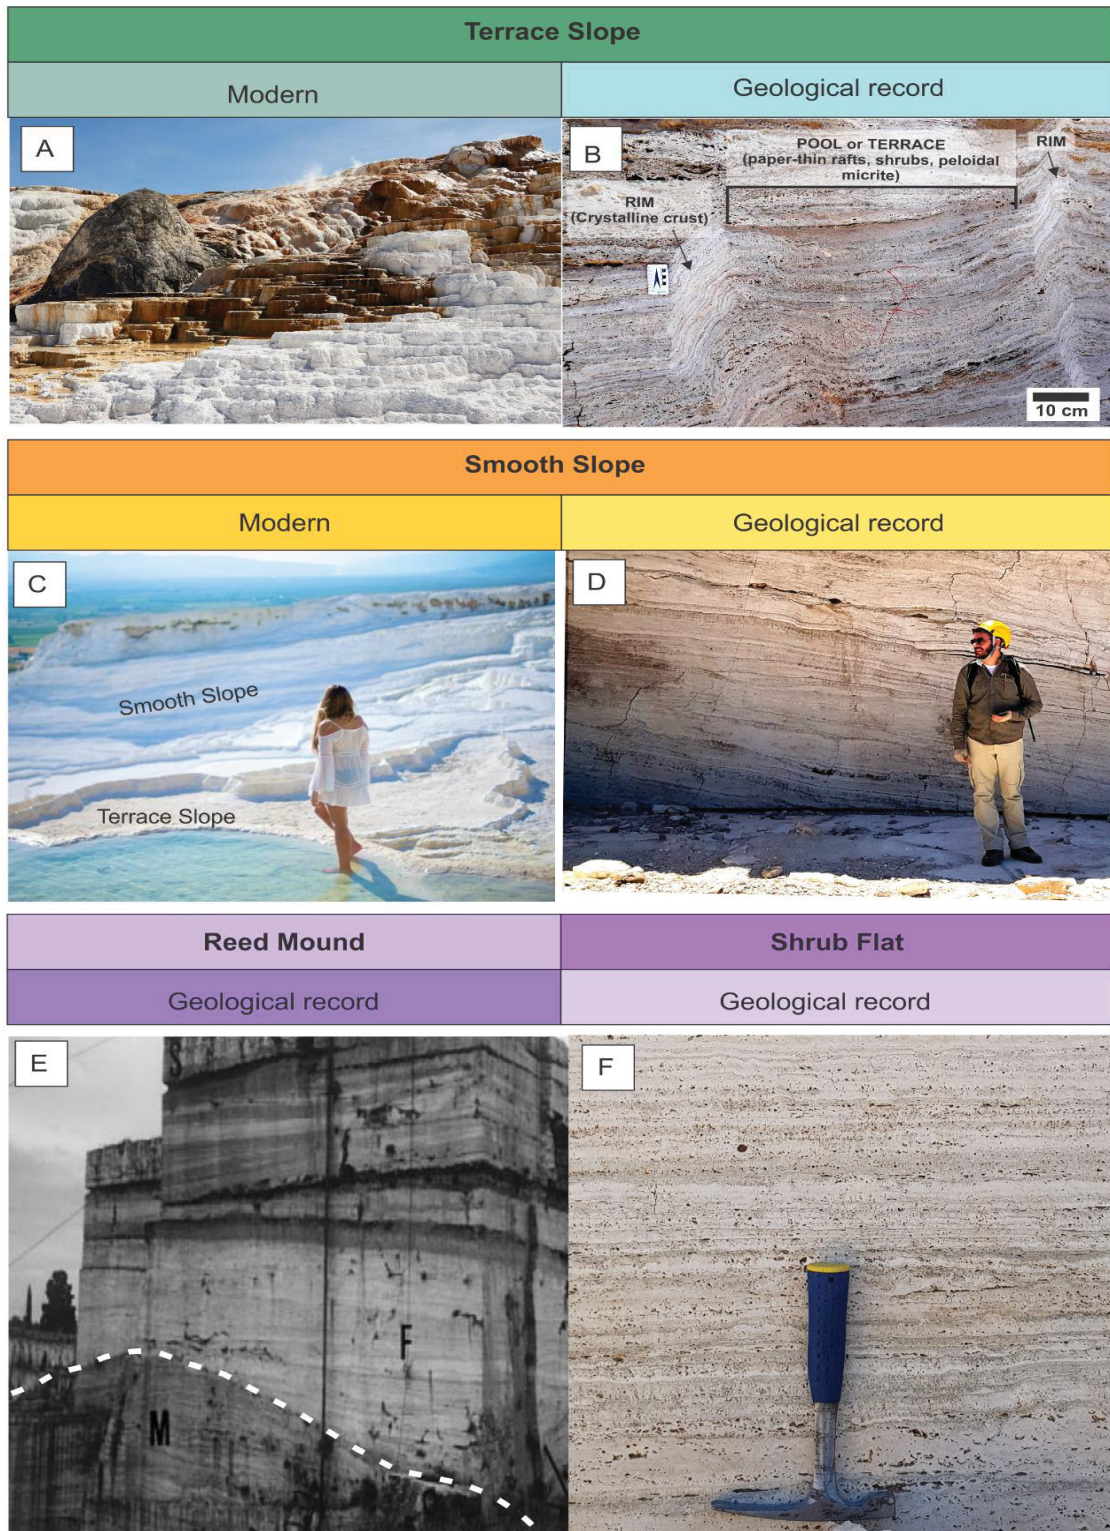 Terrace Slope
Modern
Geological record
A
B
POOL or TERRACE
(paper-thin rafts, shrubs, peloidal
micrite)
RIM
RIM
(Crystalline crust)
10 cm
Smooth Slope
Modern
Geological record
C
Smooth Slope
Terrace Slope
D
Reed Mound
Shrub Flat
Geological record
Geological record
E
S
F
M
F